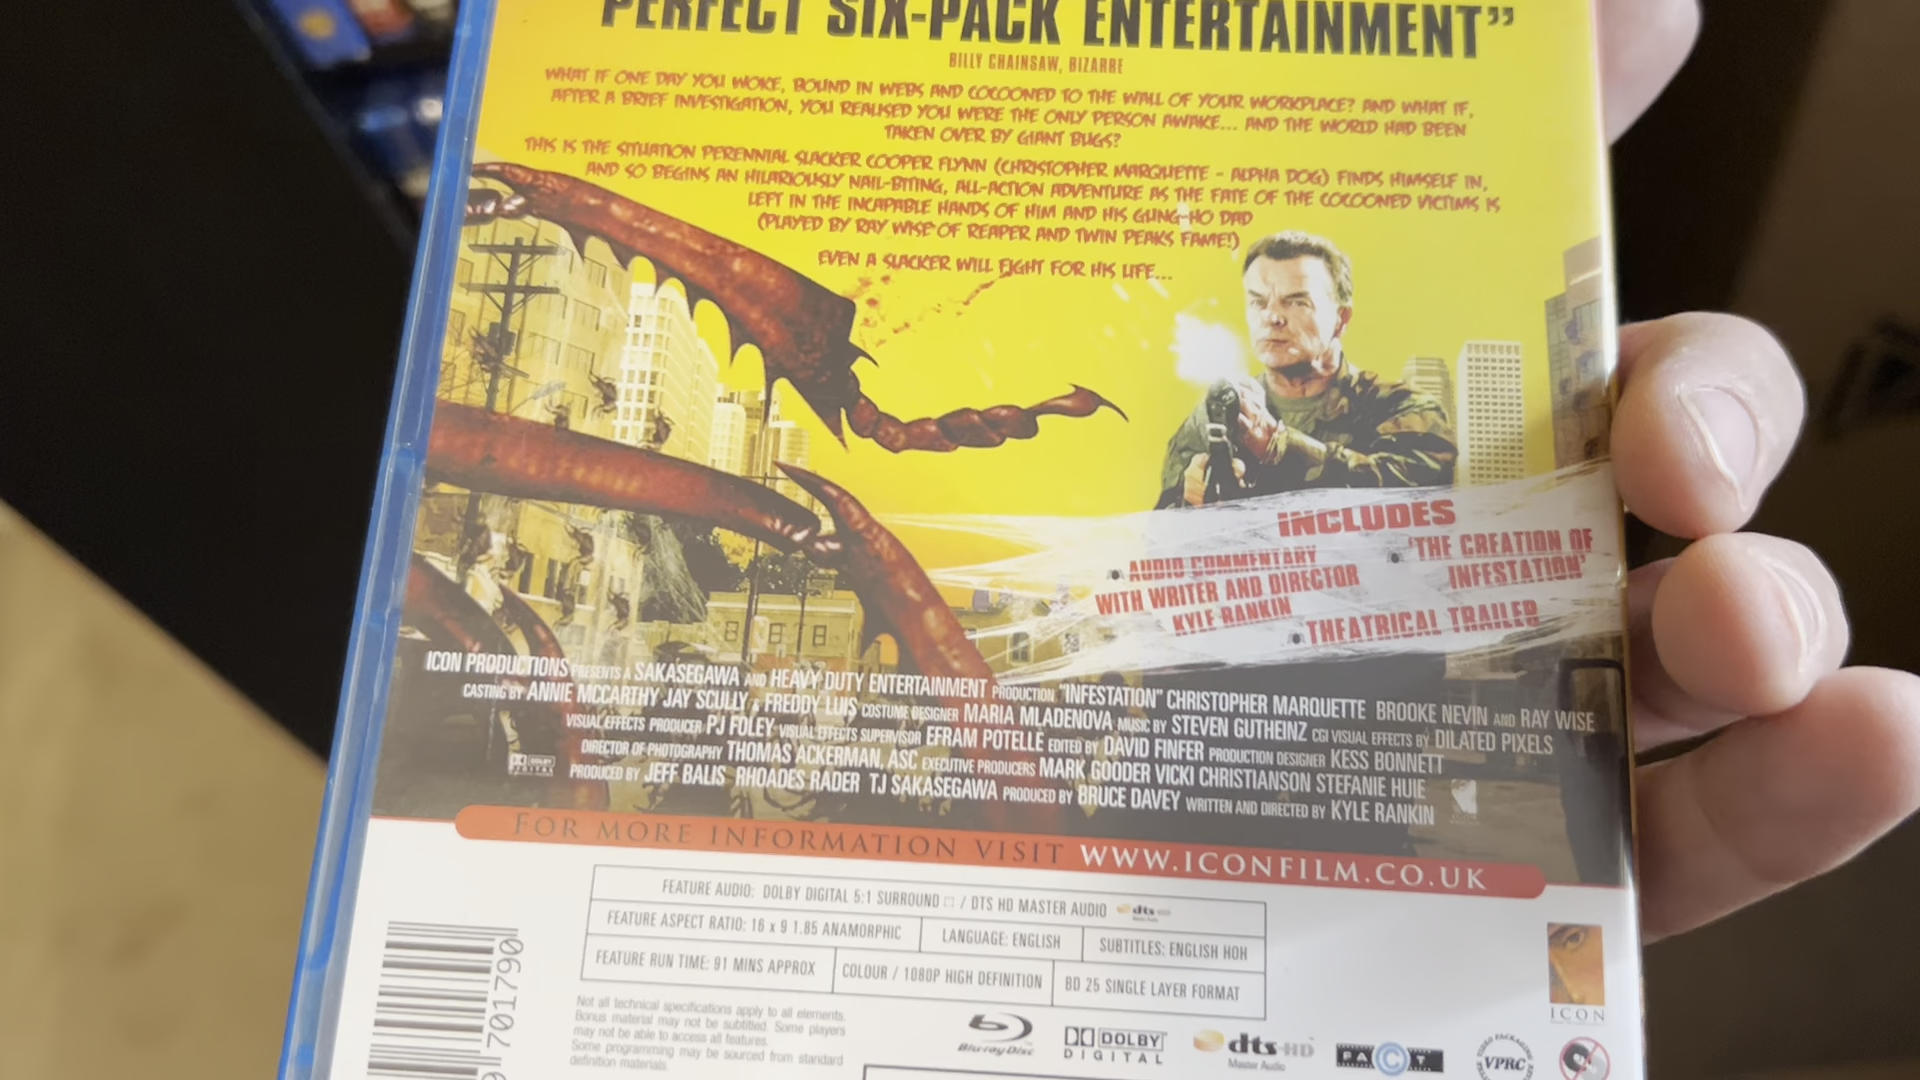 PERFECT SIX-PACK ENTERTAINMENT”
BILLY CHAINSAW, BIZARRE
WHAT IF ONE DAY YOU WOKE, BOUND IN WEBS AND COCOONED TO THE WALL OF YOUR WORKPLACE? AND WHAT IF,
AFTER A BRIEF INVESTIGATION, YOU REALISED YOU WERE THE ONLY PERSON AWAKE... AND THE WORLD HAD BEEN
TAKEN OVER BY GIANT BUGS?
THIS IS THE SITUATION PERENNIAL SLACKER COOPER FLYNN (CHRISTOPHER MARQUETTE - ALPHA DOG) FINDS HIMSELF IN,
AND SO BEGINS AN HILARIOUSLY NAIL-BITING, ALL-ACTION ADVENTURE AS THE FATE OF THE COCOONED VICTIMS IS
LEFT IN THE INCAPABLE HANDS OF HIM AND HIS GUNG-HO DAD
(PLAYED BY RAY WISE OF REAPER AND TWIN PEAKS FAME!)
EVEN A SLACKER WILL FIGHT FOR HIS LIFE...
INCLUDES
AUDIO COMMENTARY
WITH WRITER AND DIRECTOR
KYLE RANKIN
'THE CREATION OF
INFESTATION'
THEATRICAL TRAILER
ICON PRODUCTIONS PRESENTS A SAKASEGAWA AND HEAVY DUTY ENTERTAINMENT PRODUCTION "INFESTATION" CHRISTOPHER MARQUETTE BROOKE NEVIN AND RAY WISE
CASTING BY ANNIE MCCARTHY JAY SCULLY & FREDDY LUIS COSTUME DESIGNER MARIA MLADENOVA MUSIC BY STEVEN GUTHEINZ CGI VISUAL EFFECTS BY DILATED PIXELS
VISUAL EFFECTS PRODUCER PJ FOLEY VISUAL EFFECTS SUPERVISOR EFRAM POTELLE EDITED BY DAVID FINFER PRODUCTION DESIGNER KESS BONNETT
DIRECTOR OF PHOTOGRAPHY THOMAS ACKERMAN, ASC EXECUTIVE PRODUCERS MARK GOODER VICKI CHRISTIANSON STEFANIE HUIE
DOLBY DIGITAL
PRODUCED BY JEFF BALIS RHOADES RADER TJ SAKASEGAWA PRODUCED BY BRUCE DAVEY WRITTEN AND DIRECTED BY KYLE RANKIN
FOR MORE INFORMATION VISIT WWW.ICONFILM.CO.UK
FEATURE AUDIO: DOLBY DIGITAL 5:1 SURROUND / DTS HD MASTER AUDIO dts
FEATURE ASPECT RATIO: 16 x 9 1.85 ANAMORPHIC
LANGUAGE: ENGLISH
SUBTITLES: ENGLISH HOH
FEATURE RUN TIME: 91 MINS APPROX
COLOUR / 1080P HIGH DEFINITION
BD 25 SINGLE LAYER FORMAT
Not all technical specifications apply to all elements.
Bonus material may not be subtitled. Some players
may not be able to access all features.
Some programming may be sourced from standard
definition materials.
701790
Blu-ray Disc
DOLBY
DIGITAL
dts-HD
Master Audio
FACT
VPRC
ICON